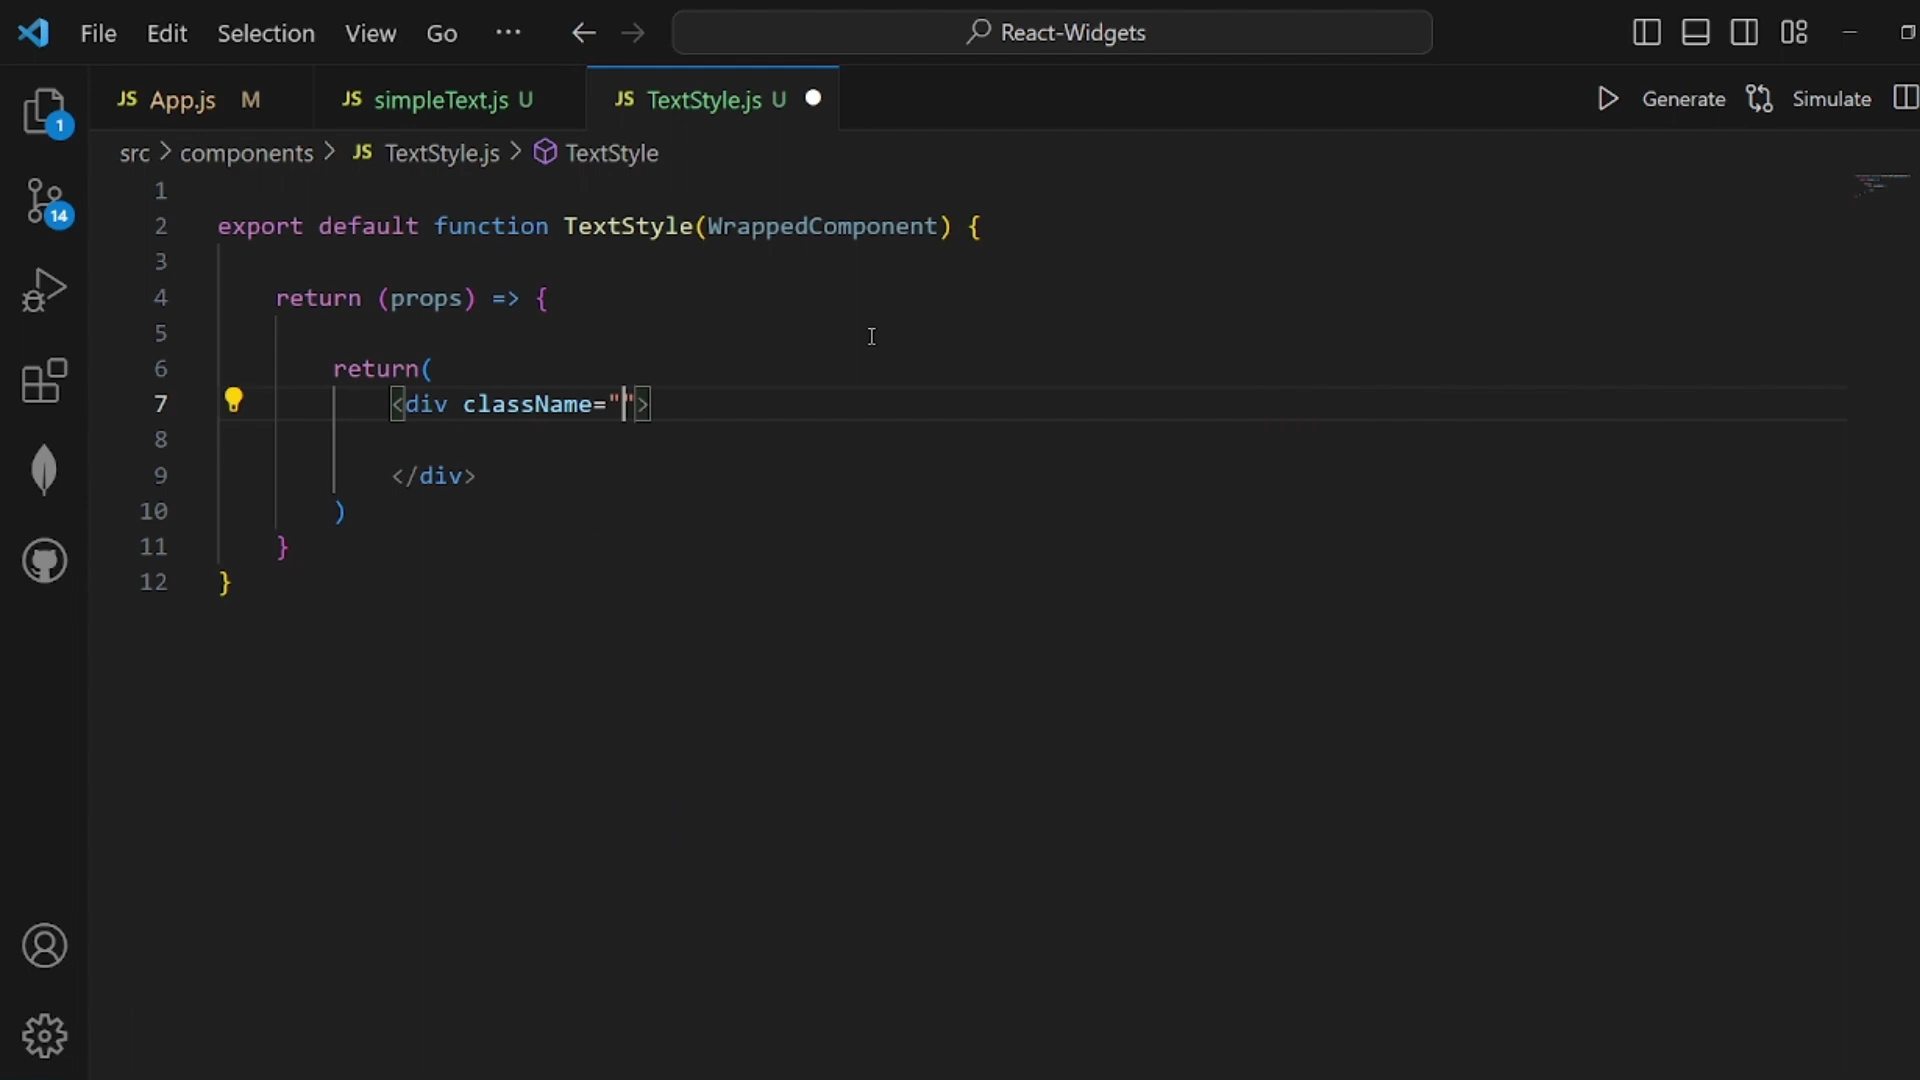 File Edit Selection View Go ··· React-Widgets
JS App.js M JS simpleText.js U JS TextStyle.js U Generate Simulate
src > components > JS TextStyle.js > TextStyle
1
2 export default function TextStyle(WrappedComponent) {
3
4 return (props) => {
5
6 return(
7 <div className="">
8
9 </div>
10 )
11 }
12 }
1
14